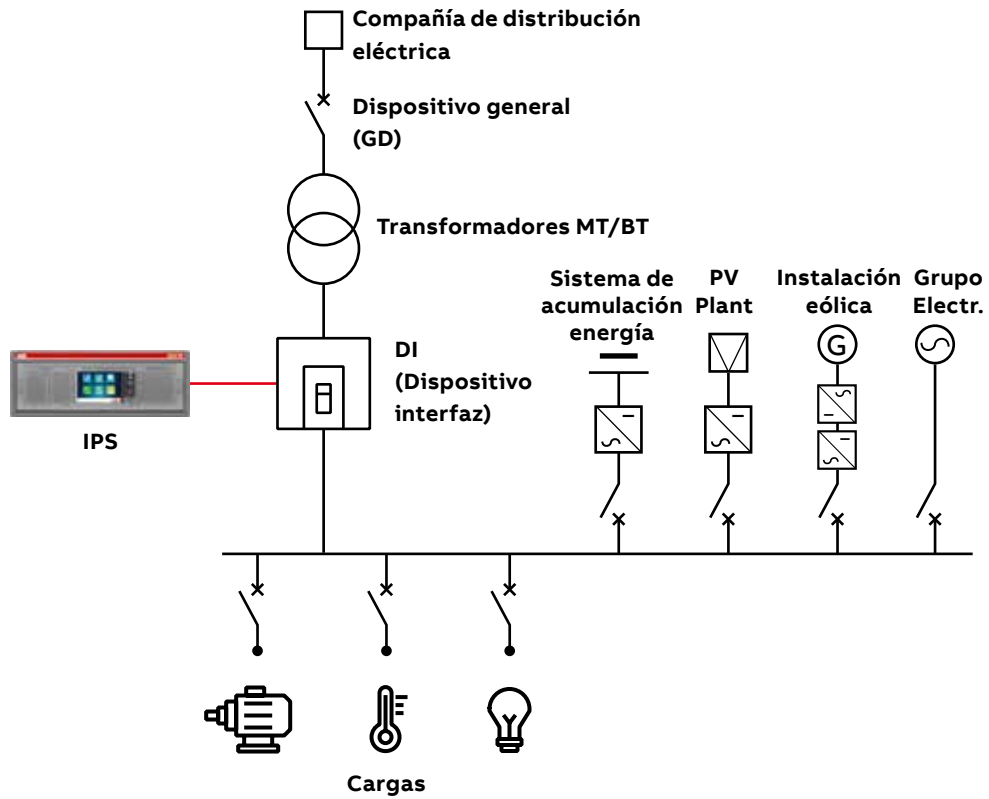 Compañía de distribución
eléctrica
Dispositivo general
(GD)
Transformadores MT/BT
Sistema de
acumulación
energía
PV
Plant
Instalación
eólica
Grupo
Electr.
G
DI
(Dispositivo
interfaz)
IPS
Cargas